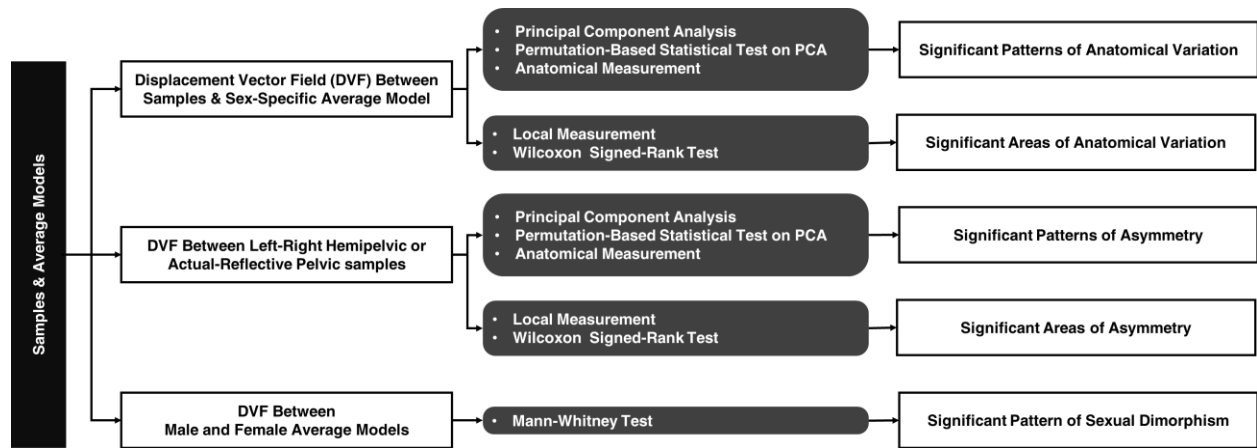 Samples & Average Models
Displacement Vector Field (DVF) Between
Samples & Sex-Specific Average Model
• Principal Component Analysis
• Permutation-Based Statistical Test on PCA
• Anatomical Measurement
Significant Patterns of Anatomical Variation
• Local Measurement
• Wilcoxon Signed-Rank Test
Significant Areas of Anatomical Variation
DVF Between Left-Right Hemipelvic or
Actual-Reflective Pelvic samples
• Principal Component Analysis
• Permutation-Based Statistical Test on PCA
• Anatomical Measurement
Significant Patterns of Asymmetry
• Local Measurement
• Wilcoxon Signed-Rank Test
Significant Areas of Asymmetry
DVF Between
Male and Female Average Models
• Mann-Whitney Test
Significant Pattern of Sexual Dimorphism